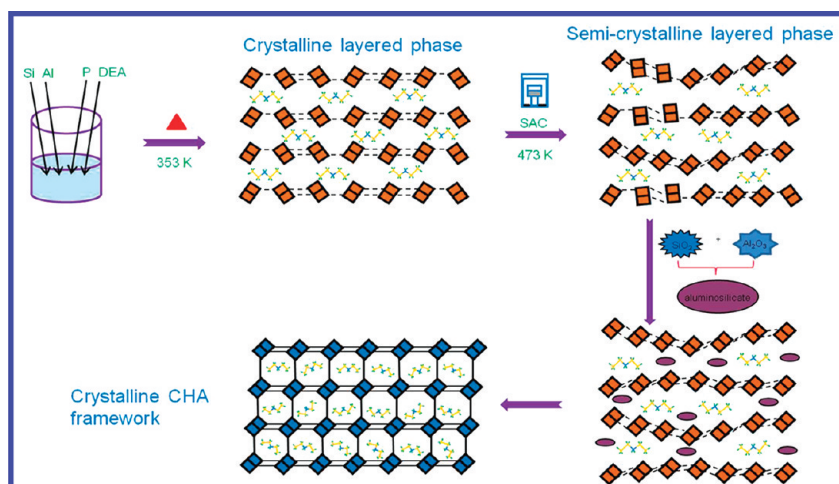 Crystalline layered phase
Semi-crystalline layered phase
Si Al P DEA
353 K
SAC
473 K
SiO₂ + Al₂O₃
aluminosilicate
Crystalline CHA
framework